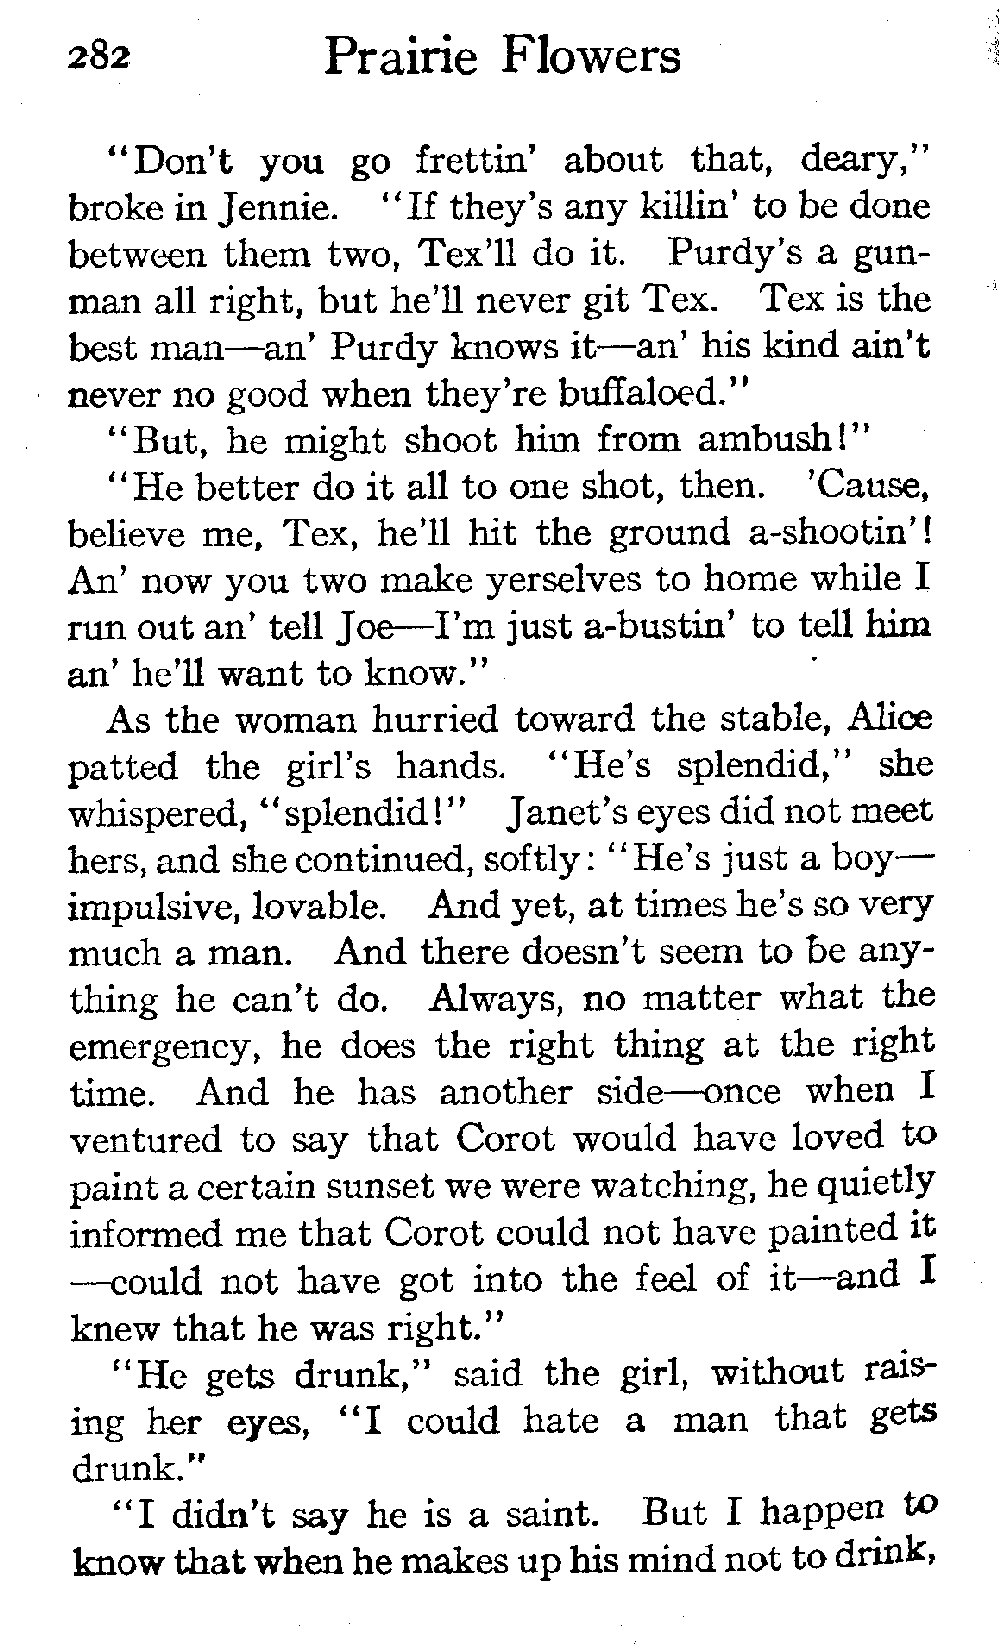 282 Prairie Flowers
"Don't you go frettin' about that, deary,"
broke in Jennie. "If they's any killin' to be done
between them two, Tex'll do it. Purdy's a gun-
man all right, but he'll never git Tex. Tex is the
best man—an' Purdy knows it—an' his kind ain't
never no good when they're buffaloed."
"But, he might shoot him from ambush!"
"He better do it all to one shot, then. 'Cause,
believe me, Tex, he'll hit the ground a-shootin'!
An' now you two make yerselves to home while I
run out an' tell Joe—I'm just a-bustin' to tell him
an' he'll want to know."
As the woman hurried toward the stable, Alice
patted the girl's hands. "He's splendid," she
whispered, "splendid!" Janet's eyes did not meet
hers, and she continued, softly: "He's just a boy—
impulsive, lovable. And yet, at times he's so very
much a man. And there doesn't seem to be any-
thing he can't do. Always, no matter what the
emergency, he does the right thing at the right
time. And he has another side—once when I
ventured to say that Corot would have loved to
paint a certain sunset we were watching, he quietly
informed me that Corot could not have painted it
—could not have got into the feel of it—and I
knew that he was right."
"He gets drunk," said the girl, without rais-
ing her eyes, "I could hate a man that gets
drunk."
"I didn't say he is a saint. But I happen to
know that when he makes up his mind not to drink,